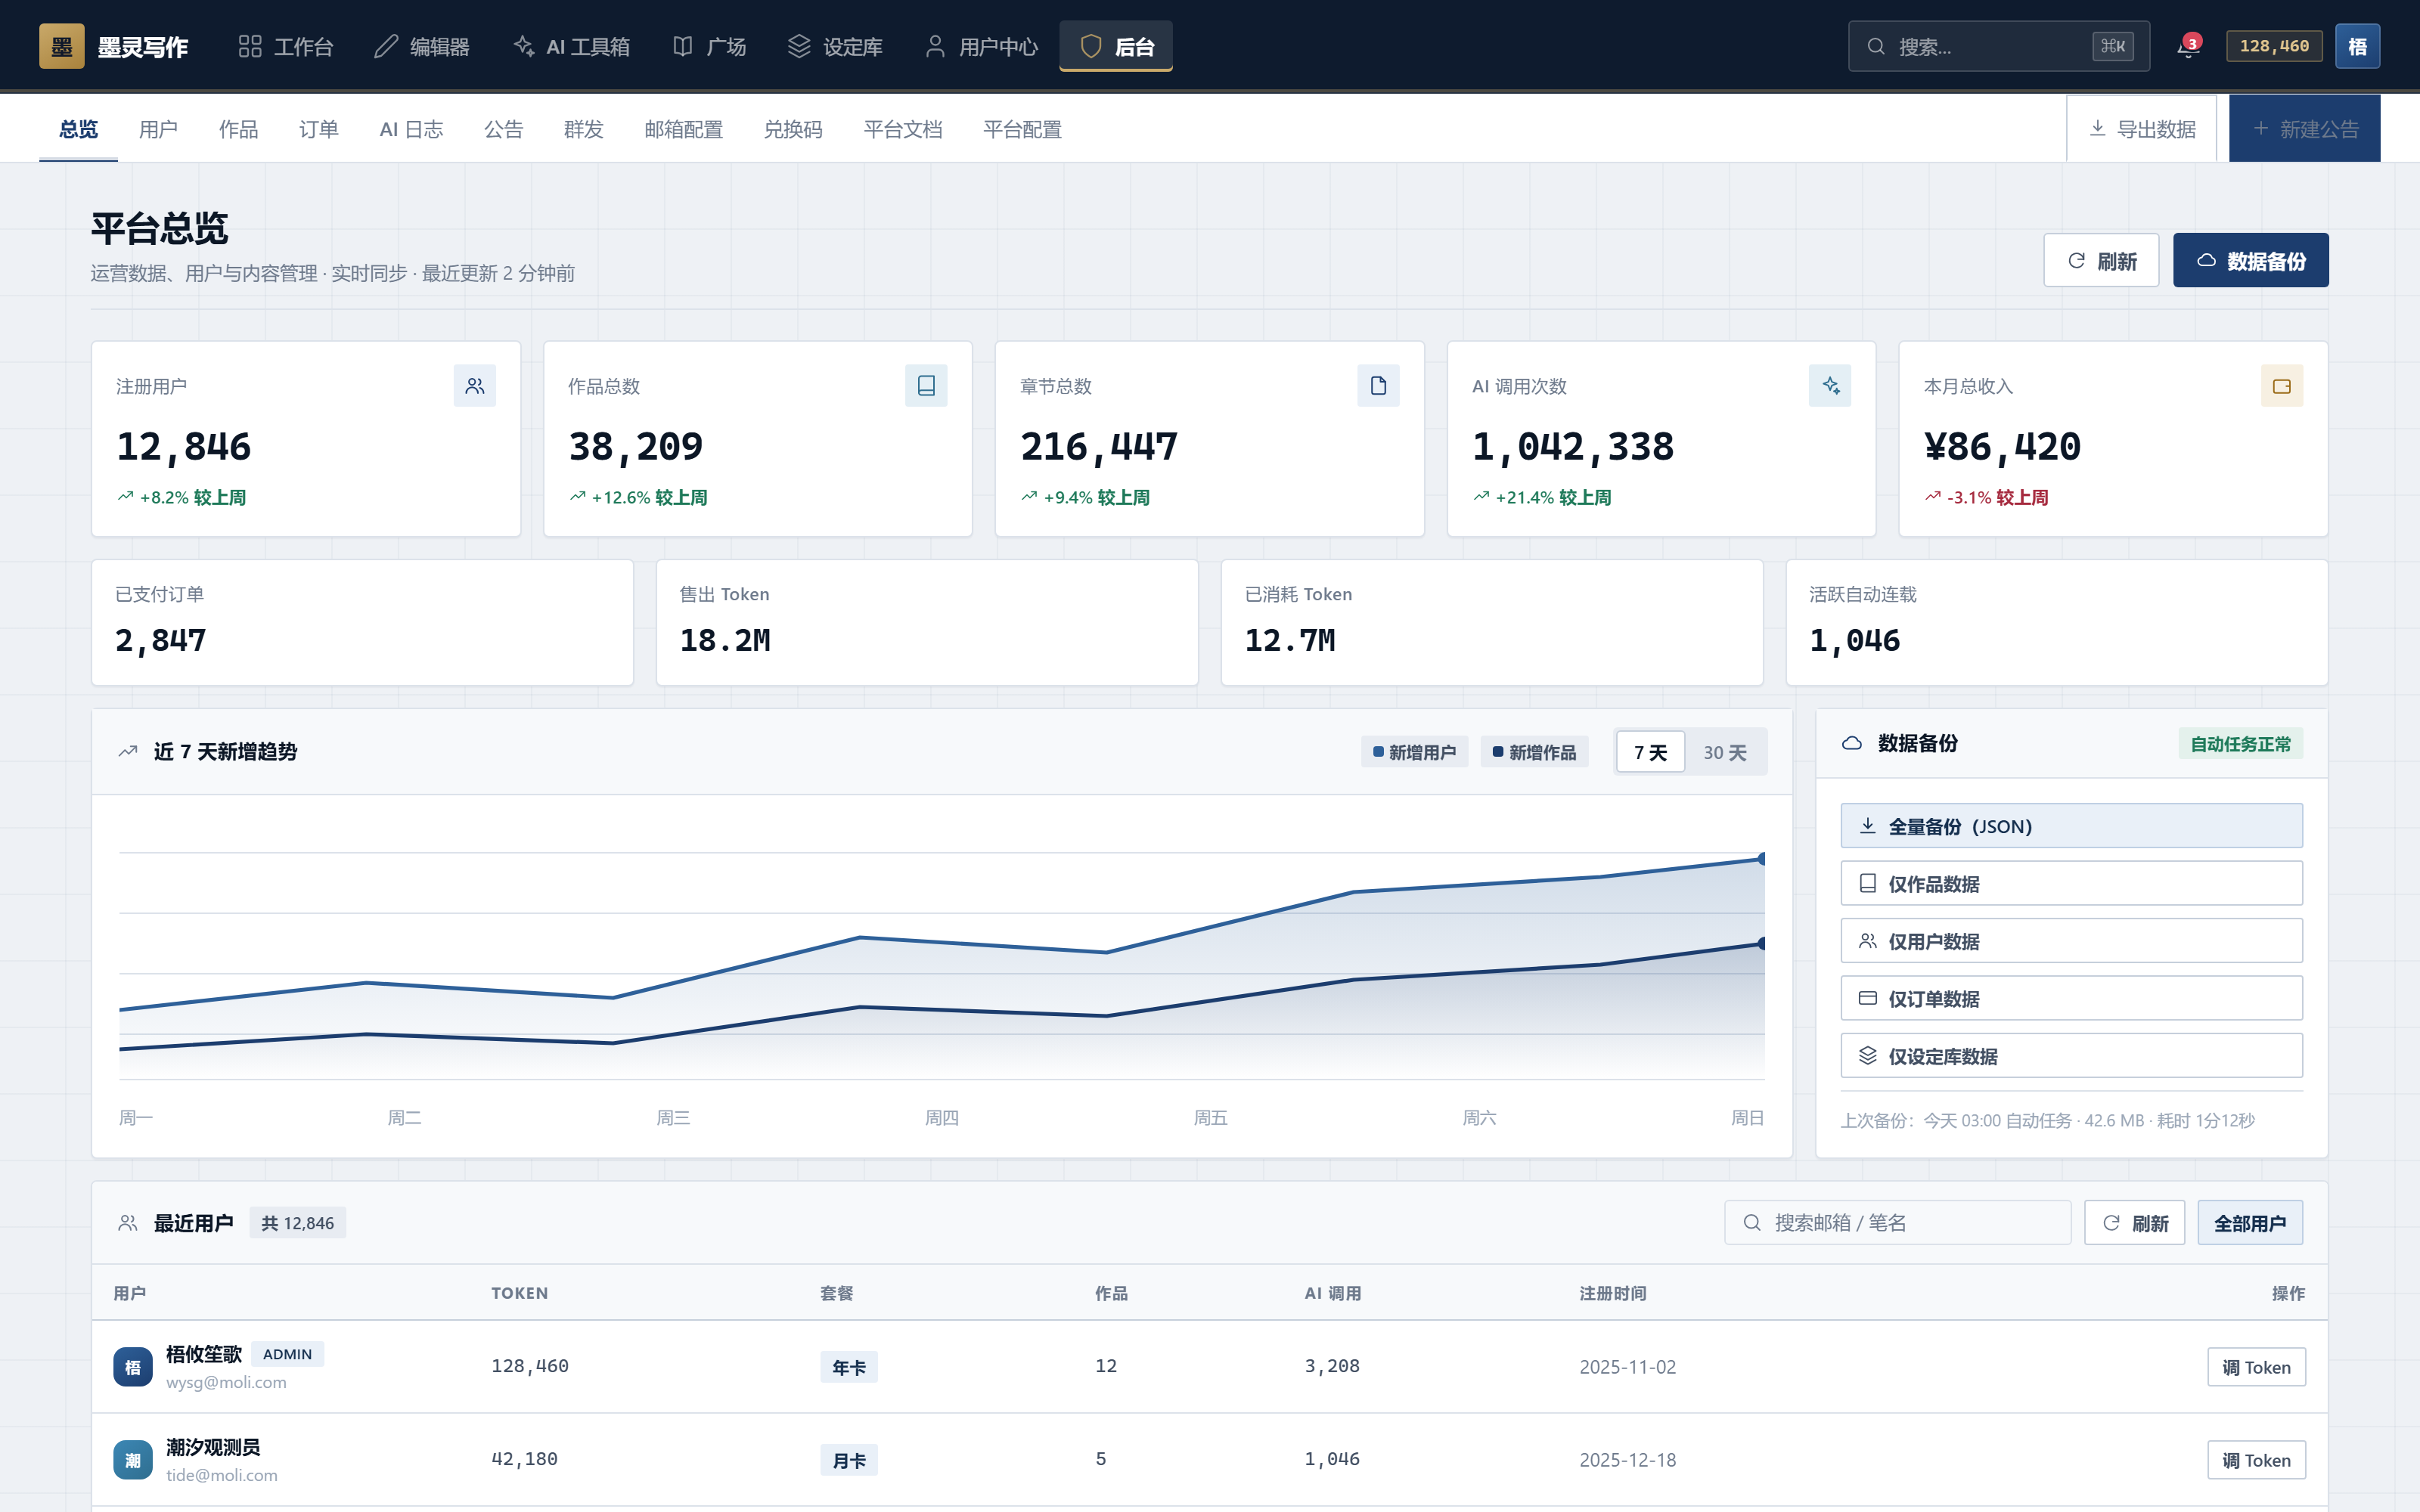 墨 墨灵写作 工作台 编辑器 AI 工具箱 广场 设定库 用户中心 后台 搜索... ⌘K 3 128,460 梧
总览 用户 作品 订单 AI 日志 公告 群发 邮箱配置 兑换码 平台文档 平台配置 导出数据 新建公告
平台总览
运营数据、用户与内容管理 · 实时同步 · 最近更新 2 分钟前
刷新 数据备份
注册用户
12,846
+8.2% 较上周
作品总数
38,209
+12.6% 较上周
章节总数
216,447
+9.4% 较上周
AI 调用次数
1,042,338
+21.4% 较上周
本月总收入
¥86,420
-3.1% 较上周
已支付订单
2,847
售出 Token
18.2M
已消耗 Token
12.7M
活跃自动连载
1,046
近 7 天新增趋势 新增用户 新增作品 7 天 30 天
周一 周二 周三 周四 周五 周六 周日
数据备份 自动任务正常
全量备份（JSON）
仅作品数据
仅用户数据
仅订单数据
仅设定库数据
上次备份：今天 03:00 自动任务 · 42.6 MB · 耗时 1分12秒
最近用户 共 12,846 搜索邮箱 / 笔名 刷新 全部用户
用户 TOKEN 套餐 作品 AI 调用 注册时间 操作
梧 梧攸笙歌 ADMIN 128,460 年卡 12 3,208 2025-11-02 调 Token
wysg@moli.com
潮 潮汐观测员 42,180 月卡 5 1,046 2025-12-18 调 Token
tide@moli.com